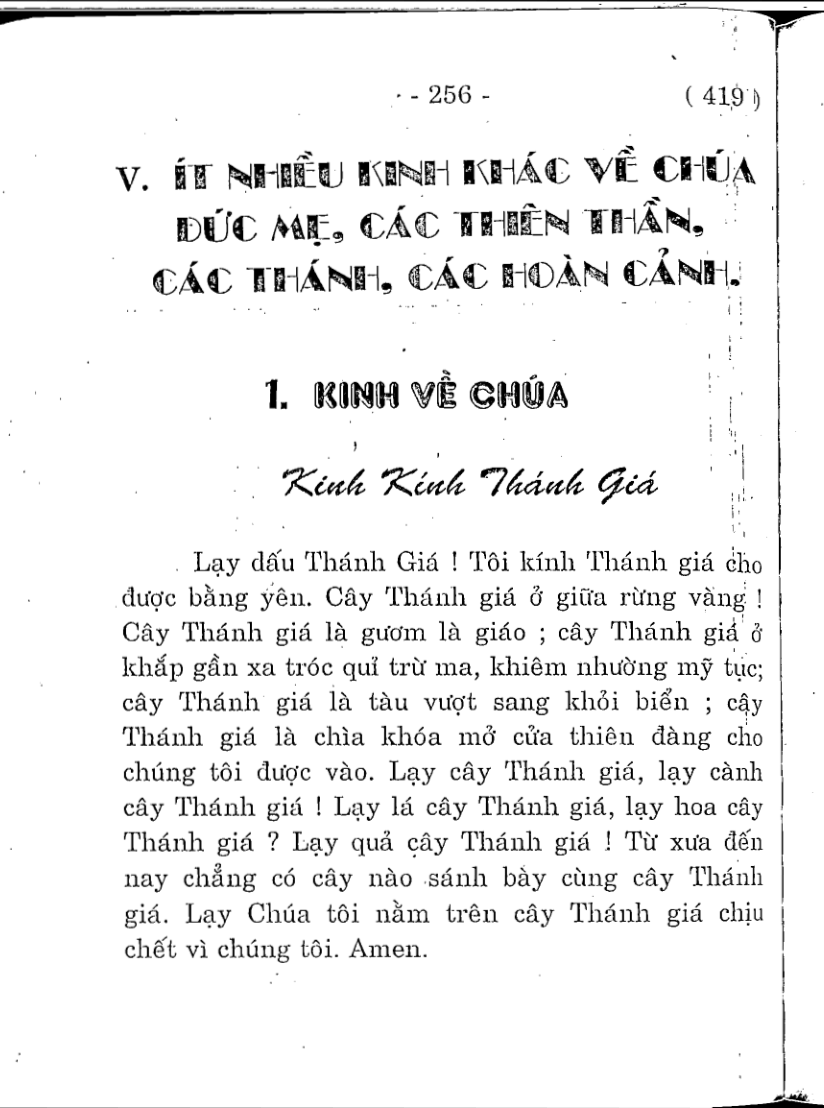 - 256 - ( 419 )
V. ÍT NHIỀU KINH KHÁC VỀ CHÚA
ĐỨC MẸ, CÁC THIÊN THẦN,
CÁC THÁNH, CÁC HOÀN CẢNH.
1. KINH VỀ CHÚA
Kinh Kính Thánh Giá
Lạy dấu Thánh Giá ! Tôi kính Thánh giá cho
được bằng yên. Cây Thánh giá ở giữa rừng vàng !
Cây Thánh giá là gươm là giáo ; cây Thánh giá ở
khắp gần xa tróc quỉ trừ ma, khiêm nhường mỹ tục;
cây Thánh giá là tàu vượt sang khỏi biển ; cây
Thánh giá là chìa khóa mở cửa thiên đàng cho
chúng tôi được vào. Lạy cây Thánh giá, lạy cành
cây Thánh giá ! Lạy lá cây Thánh giá, lạy hoa cây
Thánh giá ? Lạy quả cây Thánh giá ! Từ xưa đến
nay chẳng có cây nào sánh bày cùng cây Thánh
giá. Lạy Chúa tôi nằm trên cây Thánh giá chịu
chết vì chúng tôi. Amen.